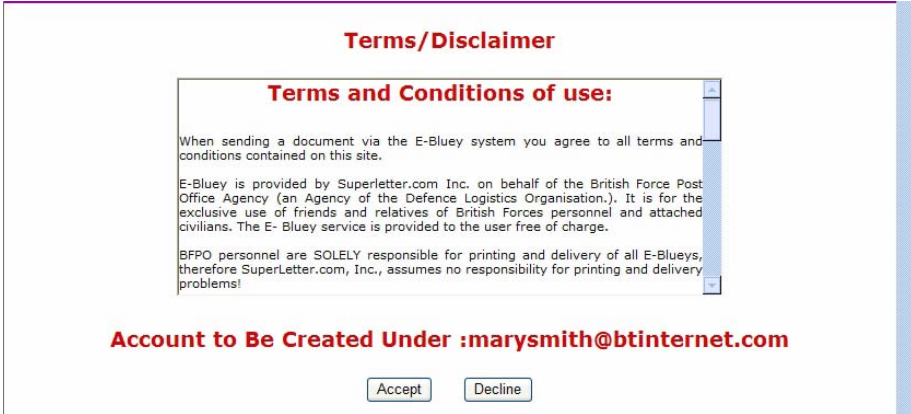 Terms/Disclaimer
Terms and Conditions of use:
When sending a document via the E-Bluey system you agree to all terms and
conditions contained on this site.
E-Bluey is provided by Superletter.com Inc. on behalf of the British Force Post
Office Agency (an Agency of the Defence Logistics Organisation.). It is for the
exclusive use of friends and relatives of British Forces personnel and attached
civilians. The E- Bluey service is provided to the user free of charge.
BFPO personnel are SOLELY responsible for printing and delivery of all E-Blueys,
therefore SuperLetter.com, Inc., assumes no responsibility for printing and delivery
problems!
Account to Be Created Under :marysmith@btinternet.com
Accept Decline